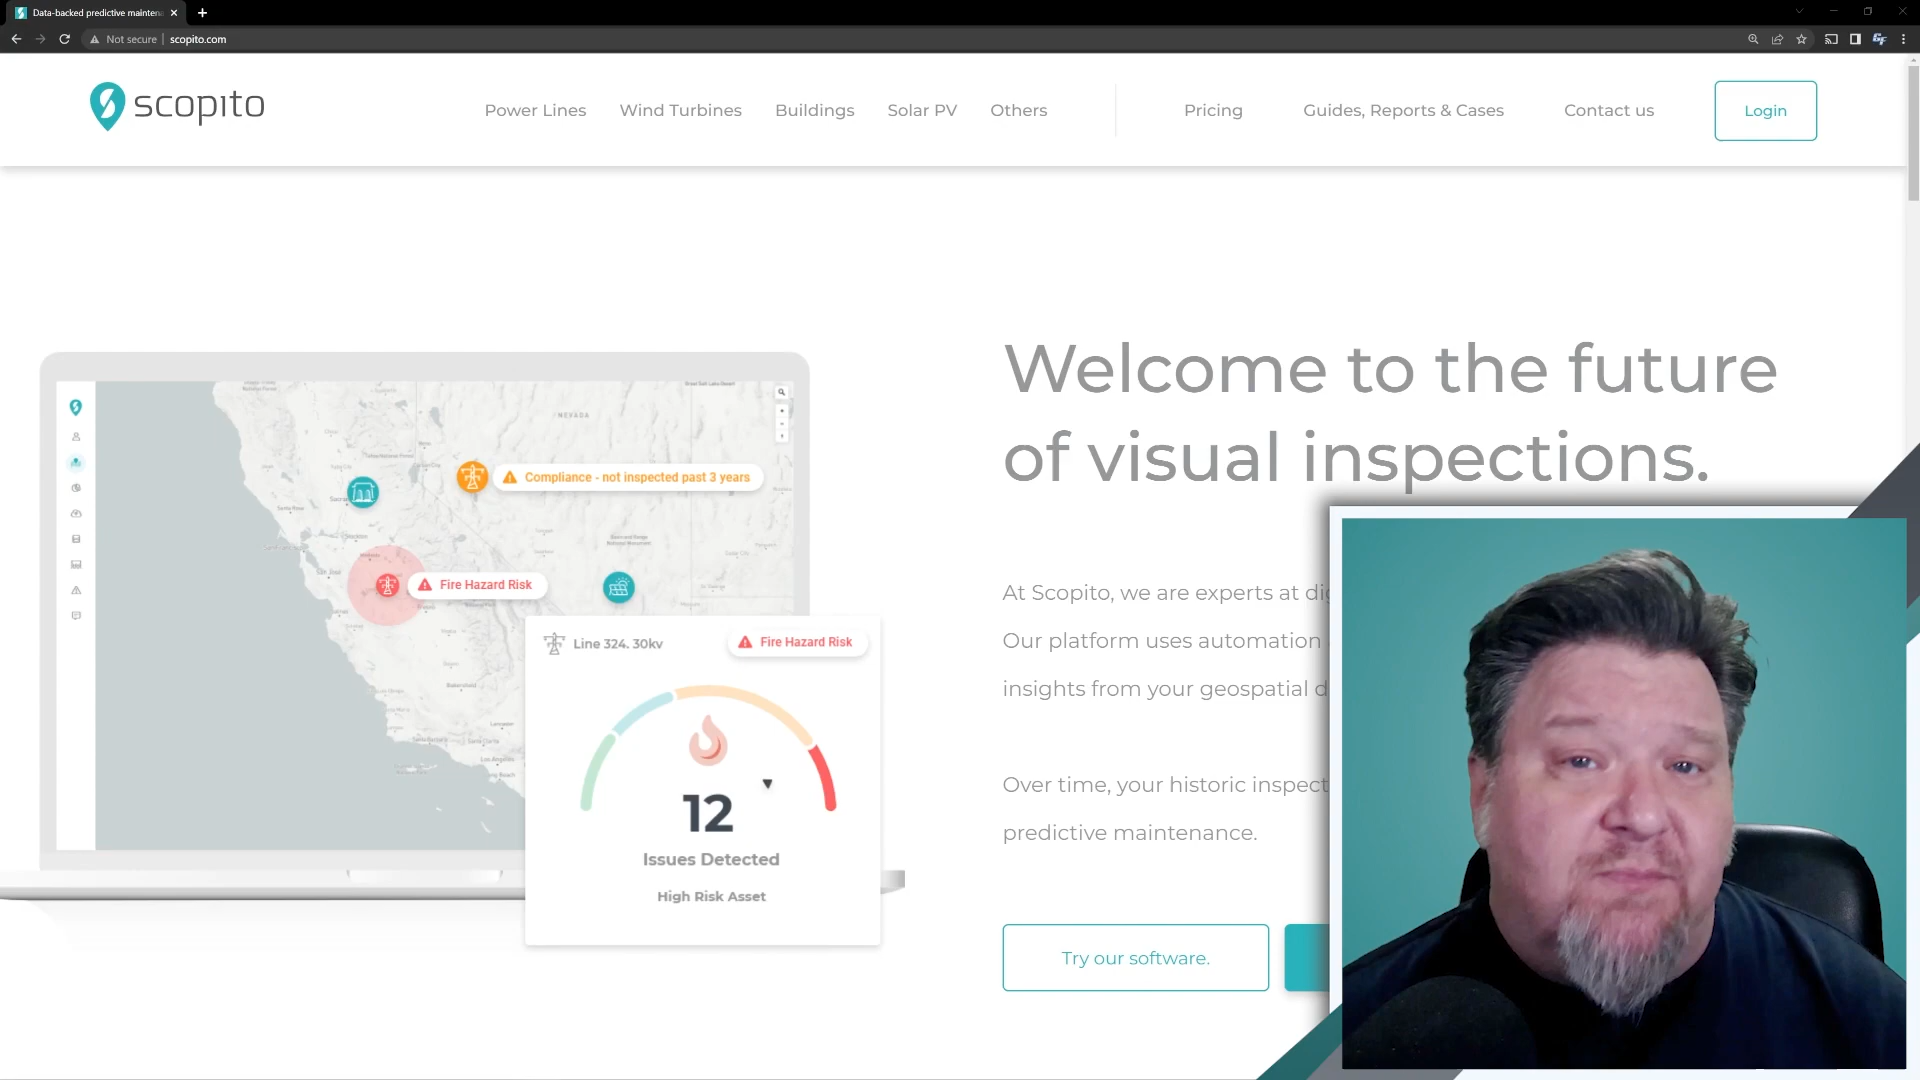 Data-backed predictive mainten
Not secure
scopito.com
scopito
Power Lines
Wind Turbines
Buildings
Solar PV
Others
Pricing
Guides, Reports & Cases
Contact us
Login
Welcome to the future
of visual inspections.
NEVADA
Compliance - not inspected past 3 years
Fire Hazard Risk
Line 324. 30kv
Fire Hazard Risk
12
Issues Detected
High Risk Asset
At Scopito, we are experts at dig
Our platform uses automation
insights from your geospatial d
Over time, your historic inspect
predictive maintenance.
Try our software.